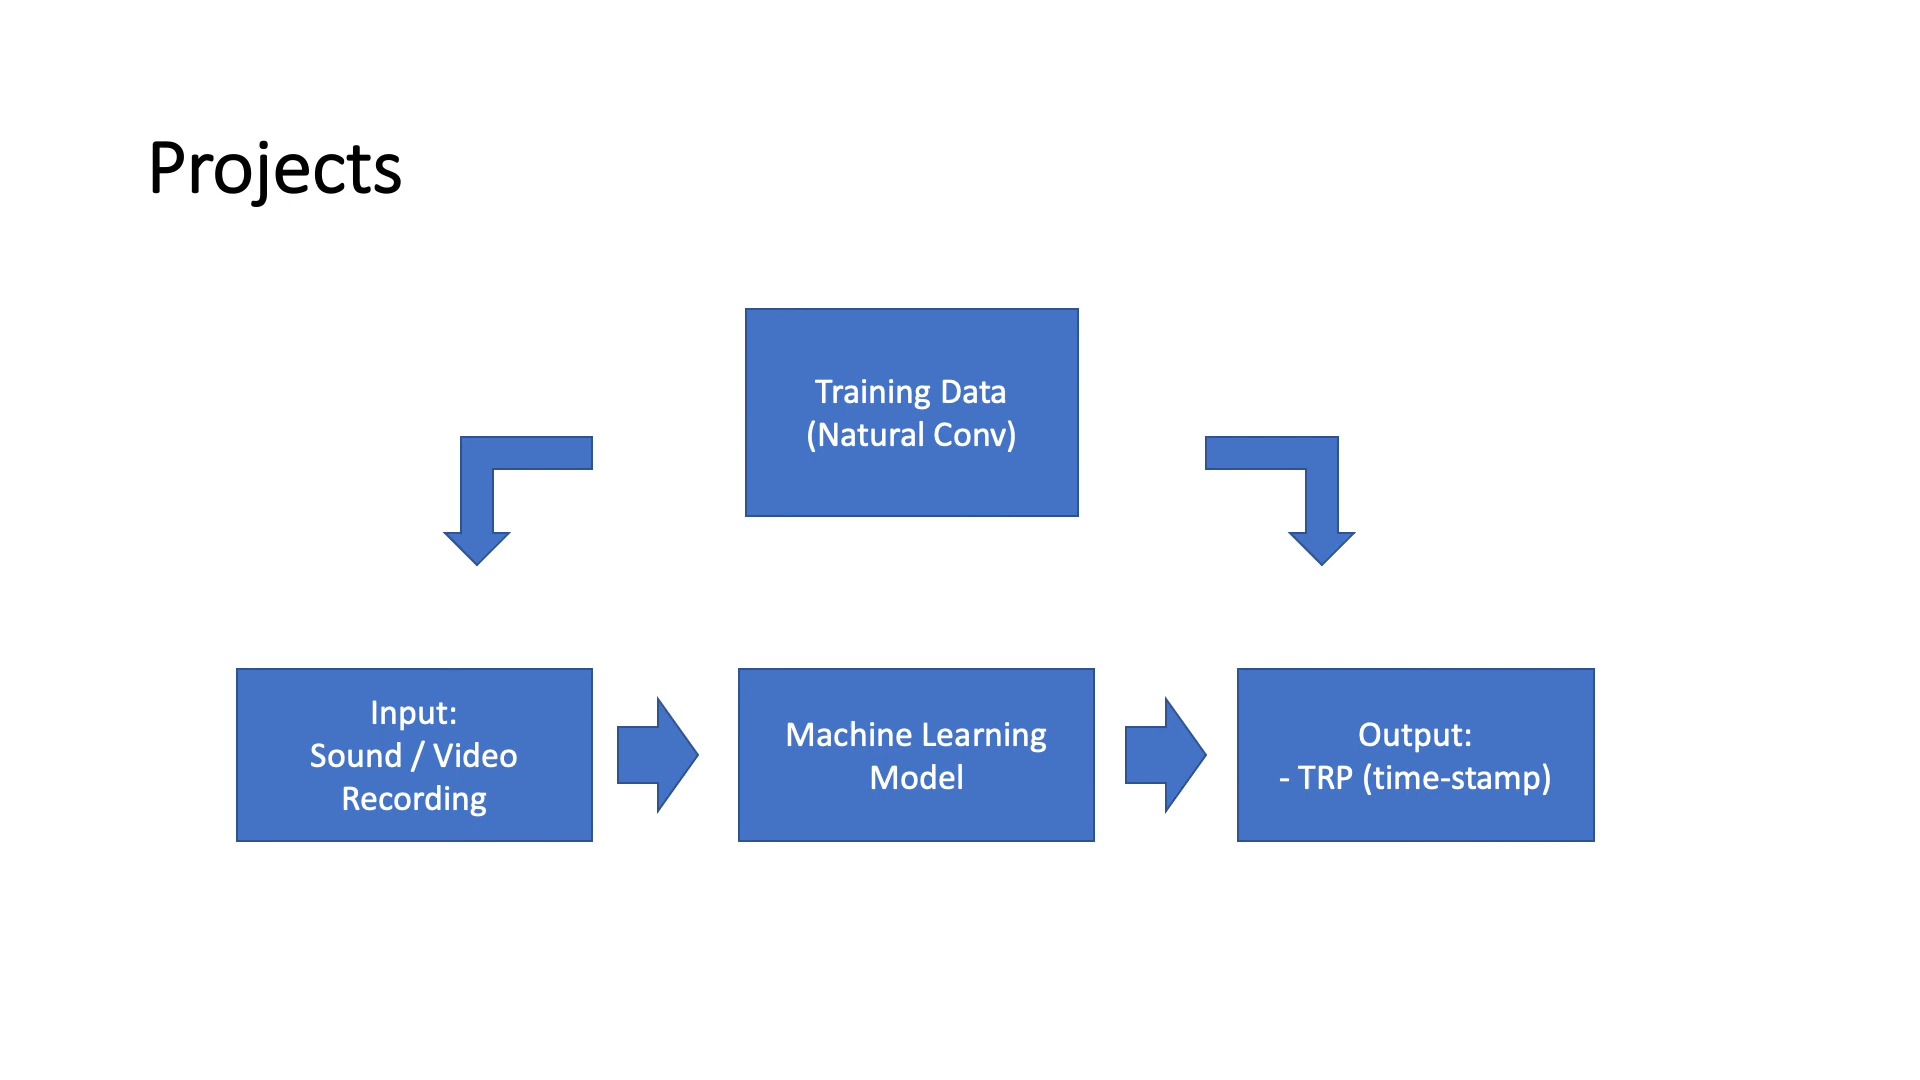 Projects
Training Data
(Natural Conv)
Input:
Sound / Video
Recording
Machine Learning
Model
Output:
- TRP (time-stamp)